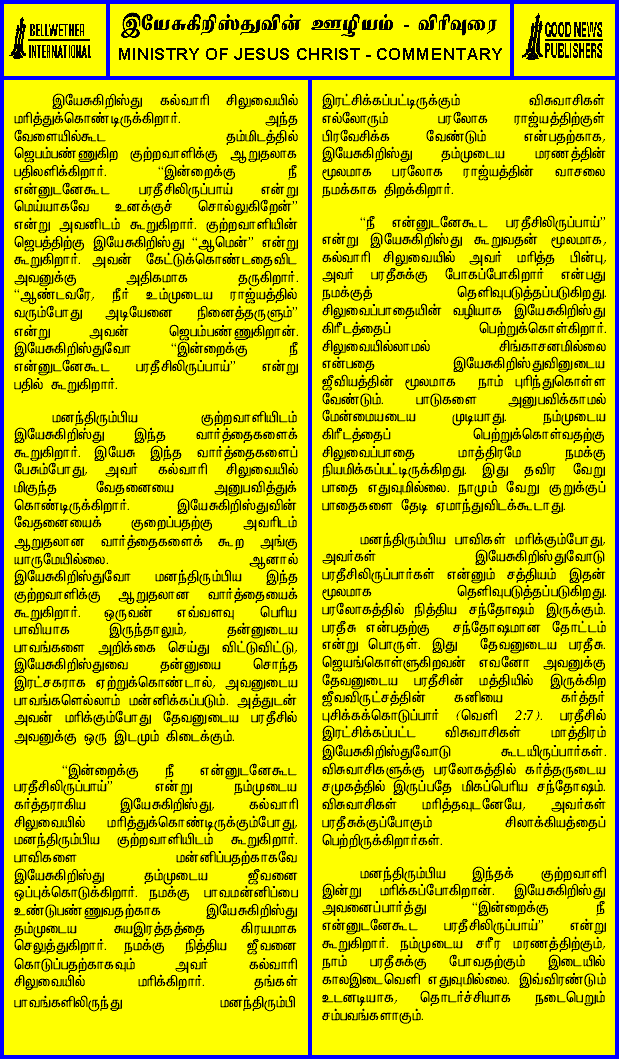 BELLWETHER
INTERNATIONAL
இயேசுகிறிஸ்துவின் ஊழியம் - விரிவுரை
MINISTRY OF JESUS CHRIST - COMMENTARY
GOOD NEWS
PUBLISHERS
இயேசுகிறிஸ்து கல்வாரி சிலுவையில்
மரித்துக்கொண்டிருக்கிறார். அந்த
வேளையில்கூட தம்மிடத்தில்
ஜெபம்பண்ணுகிற குற்றவாளிக்கு ஆறுதலாக
பதிலளிக்கிறார். “இன்றைக்கு நீ
என்னுடனேகூட பரதீசிலிருப்பாய் என்று
மெய்யாகவே உனக்குச் சொல்லுகிறேன்”
என்று அவனிடம் கூறுகிறார். குற்றவாளியின்
ஜெபத்திற்கு இயேசுகிறிஸ்து “ஆமென்” என்று
கூறுகிறார். அவன் கேட்டுக்கொண்டதைவிட
அவனுக்கு அதிகமாக தருகிறார்.
“ஆண்டவரே, நீர் உம்முடைய ராஜ்யத்தில்
வரும்போது அடியேனை நினைத்தருளும்”
என்று அவன் ஜெபம்பண்ணுகிறான்.
இயேசுகிறிஸ்துவோ “இன்றைக்கு நீ
என்னுடனேகூட பரதீசிலிருப்பாய்” என்று
பதில் கூறுகிறார்.
மனந்திரும்பிய குற்றவாளியிடம்
இயேசுகிறிஸ்து இந்த வார்த்தைகளைக்
கூறுகிறார். இயேசு இந்த வார்த்தைகளைப்
பேசும்போது, அவர் கல்வாரி சிலுவையில்
மிகுந்த வேதனையை அனுபவித்துக்
கொண்டிருக்கிறார். இயேசுகிறிஸ்துவின்
வேதனையைக் குறைப்பதற்கு அவரிடம்
ஆறுதலான வார்த்தைகளைக் கூற அங்கு
யாருமேயில்லை. ஆனால்
இயேசுகிறிஸ்துவோ மனந்திரும்பிய இந்த
குற்றவாளிக்கு ஆறுதலான வார்த்தையைக்
கூறுகிறார். ஒருவன் எவ்வளவு பெரிய
பாவியாக இருந்தாலும், தன்னுடைய
பாவங்களை அறிக்கை செய்து விட்டுவிட்டு,
இயேசுகிறிஸ்துவை தன்னுயை சொந்த
இரட்சகராக ஏற்றுக்கொண்டால், அவனுடைய
பாவங்களெல்லாம் மன்னிக்கப்படும். அத்துடன்
அவன் மரிக்கும்போது தேவனுடைய பரதீசில்
அவனுக்கு ஒரு இடமும் கிடைக்கும்.
“இன்றைக்கு நீ என்னுடனேகூட
பரதீசிலிருப்பாய்” என்று நம்முடைய
கர்த்தராகிய இயேசுகிறிஸ்து, கல்வாரி
சிலுவையில் மரித்துக்கொண்டிருக்கும்போது,
மனந்திரும்பிய குற்றவாளியிடம் கூறுகிறார்.
பாவிகளை மன்னிப்பதற்காகவே
இயேசுகிறிஸ்து தம்முடைய ஜீவனை
ஒப்புக்கொடுக்கிறார். நமக்கு பாவமன்னிப்பை
உண்டுபண்ணுவதற்காக இயேசுகிறிஸ்து
தம்முடைய சுயஇரத்தத்தை கிரயமாக
செலுத்துகிறார். நமக்கு நித்திய ஜீவனை
கொடுப்பதற்காகவும் அவர் கல்வாரி
சிலுவையில் மரிக்கிறார். தங்கள்
பாவங்களிலிருந்து மனந்திரும்பி
இரட்சிக்கப்பட்டிருக்கும் விசுவாசிகள்
எல்லோரும் பரலோக ராஜ்யத்திற்குள்
பிரவேசிக்க வேண்டும் என்பதற்காக,
இயேசுகிறிஸ்து தம்முடைய மரணத்தின்
மூலமாக பரலோக ராஜ்யத்தின் வாசலை
நமக்காக திறக்கிறார்.
“நீ என்னுடனேகூட பரதீசிலிருப்பாய்”
என்று இயேசுகிறிஸ்து கூறுவதன் மூலமாக,
கல்வாரி சிலுவையில் அவர் மரித்த பின்பு,
அவர் பரதீசுக்கு போகப்போகிறார் என்பது
நமக்குத் தெளிவுபடுத்தப்படுகிறது.
சிலுவைப்பாதையின் வழியாக இயேசுகிறிஸ்து
கிரீடத்தைப் பெற்றுக்கொள்கிறார்.
சிலுவையில்லாமல் சிங்காசனமில்லை
என்பதை இயேசுகிறிஸ்துவினுடைய
ஜீவியத்தின் மூலமாக நாம் புரிந்துகொள்ள
வேண்டும். பாடுகளை அனுபவிக்காமல்
மேன்மையடைய முடியாது. நம்முடைய
கிரீடத்தைப் பெற்றுக்கொள்வதற்கு
சிலுவைப்பாதை மாத்திரமே நமக்கு
நியமிக்கப்பட்டிருக்கிறது. இது தவிர வேறு
பாதை எதுவுமில்லை. நாமும் வேறு குறுக்குப்
பாதைகளை தேடி ஏமாந்துவிடக்கூடாது.
மனந்திரும்பிய பாவிகள் மரிக்கும்போது,
அவர்கள் இயேசுகிறிஸ்துவோடு
பரதீசிலிருப்பார்கள் என்னும் சத்தியம் இதன்
மூலமாக தெளிவுபடுத்தப்படுகிறது.
பரலோகத்தில் நித்திய சந்தோஷம் இருக்கும்.
பரதீசு என்பதற்கு சந்தோஷமான தோட்டம்
என்று பொருள். இது தேவனுடைய பரதீசு.
ஜெயங்கொள்ளுகிறவன் எவனோ அவனுக்கு
தேவனுடைய பரதீசின் மத்தியில் இருக்கிற
ஜீவவிருட்சத்தின் கனியை கர்த்தர்
புசிக்கக்கொடுப்பார் (வெளி 2:7). பரதீசில்
இரட்சிக்கப்பட்ட விசுவாசிகள் மாத்திரம்
இயேசுகிறிஸ்துவோடு கூடயிருப்பார்கள்.
விசுவாசிகளுக்கு பரலோகத்தில் கர்த்தருடைய
சமுகத்தில் இருப்பதே மிகப்பெரிய சந்தோஷம்.
விசுவாசிகள் மரித்தவுடனேயே, அவர்கள்
பரதீசுக்குப்போகும் சிலாக்கியத்தைப்
பெற்றிருக்கிறார்கள்.
மனந்திரும்பிய இந்தக் குற்றவாளி
இன்று மரிக்கப்போகிறான். இயேசுகிறிஸ்து
அவனைப்பார்த்து “இன்றைக்கு நீ
என்னுடனேகூட பரதீசிலிருப்பாய்” என்று
கூறுகிறார். நம்முடைய சரீர மரணத்திற்கும்,
நாம் பரதீசுக்கு போவதற்கும் இடையில்
காலஇடைவெளி எதுவுமில்லை. இவ்விரண்டும்
உடனடியாக, தொடர்ச்சியாக நடைபெறும்
சம்பவங்களாகும்.